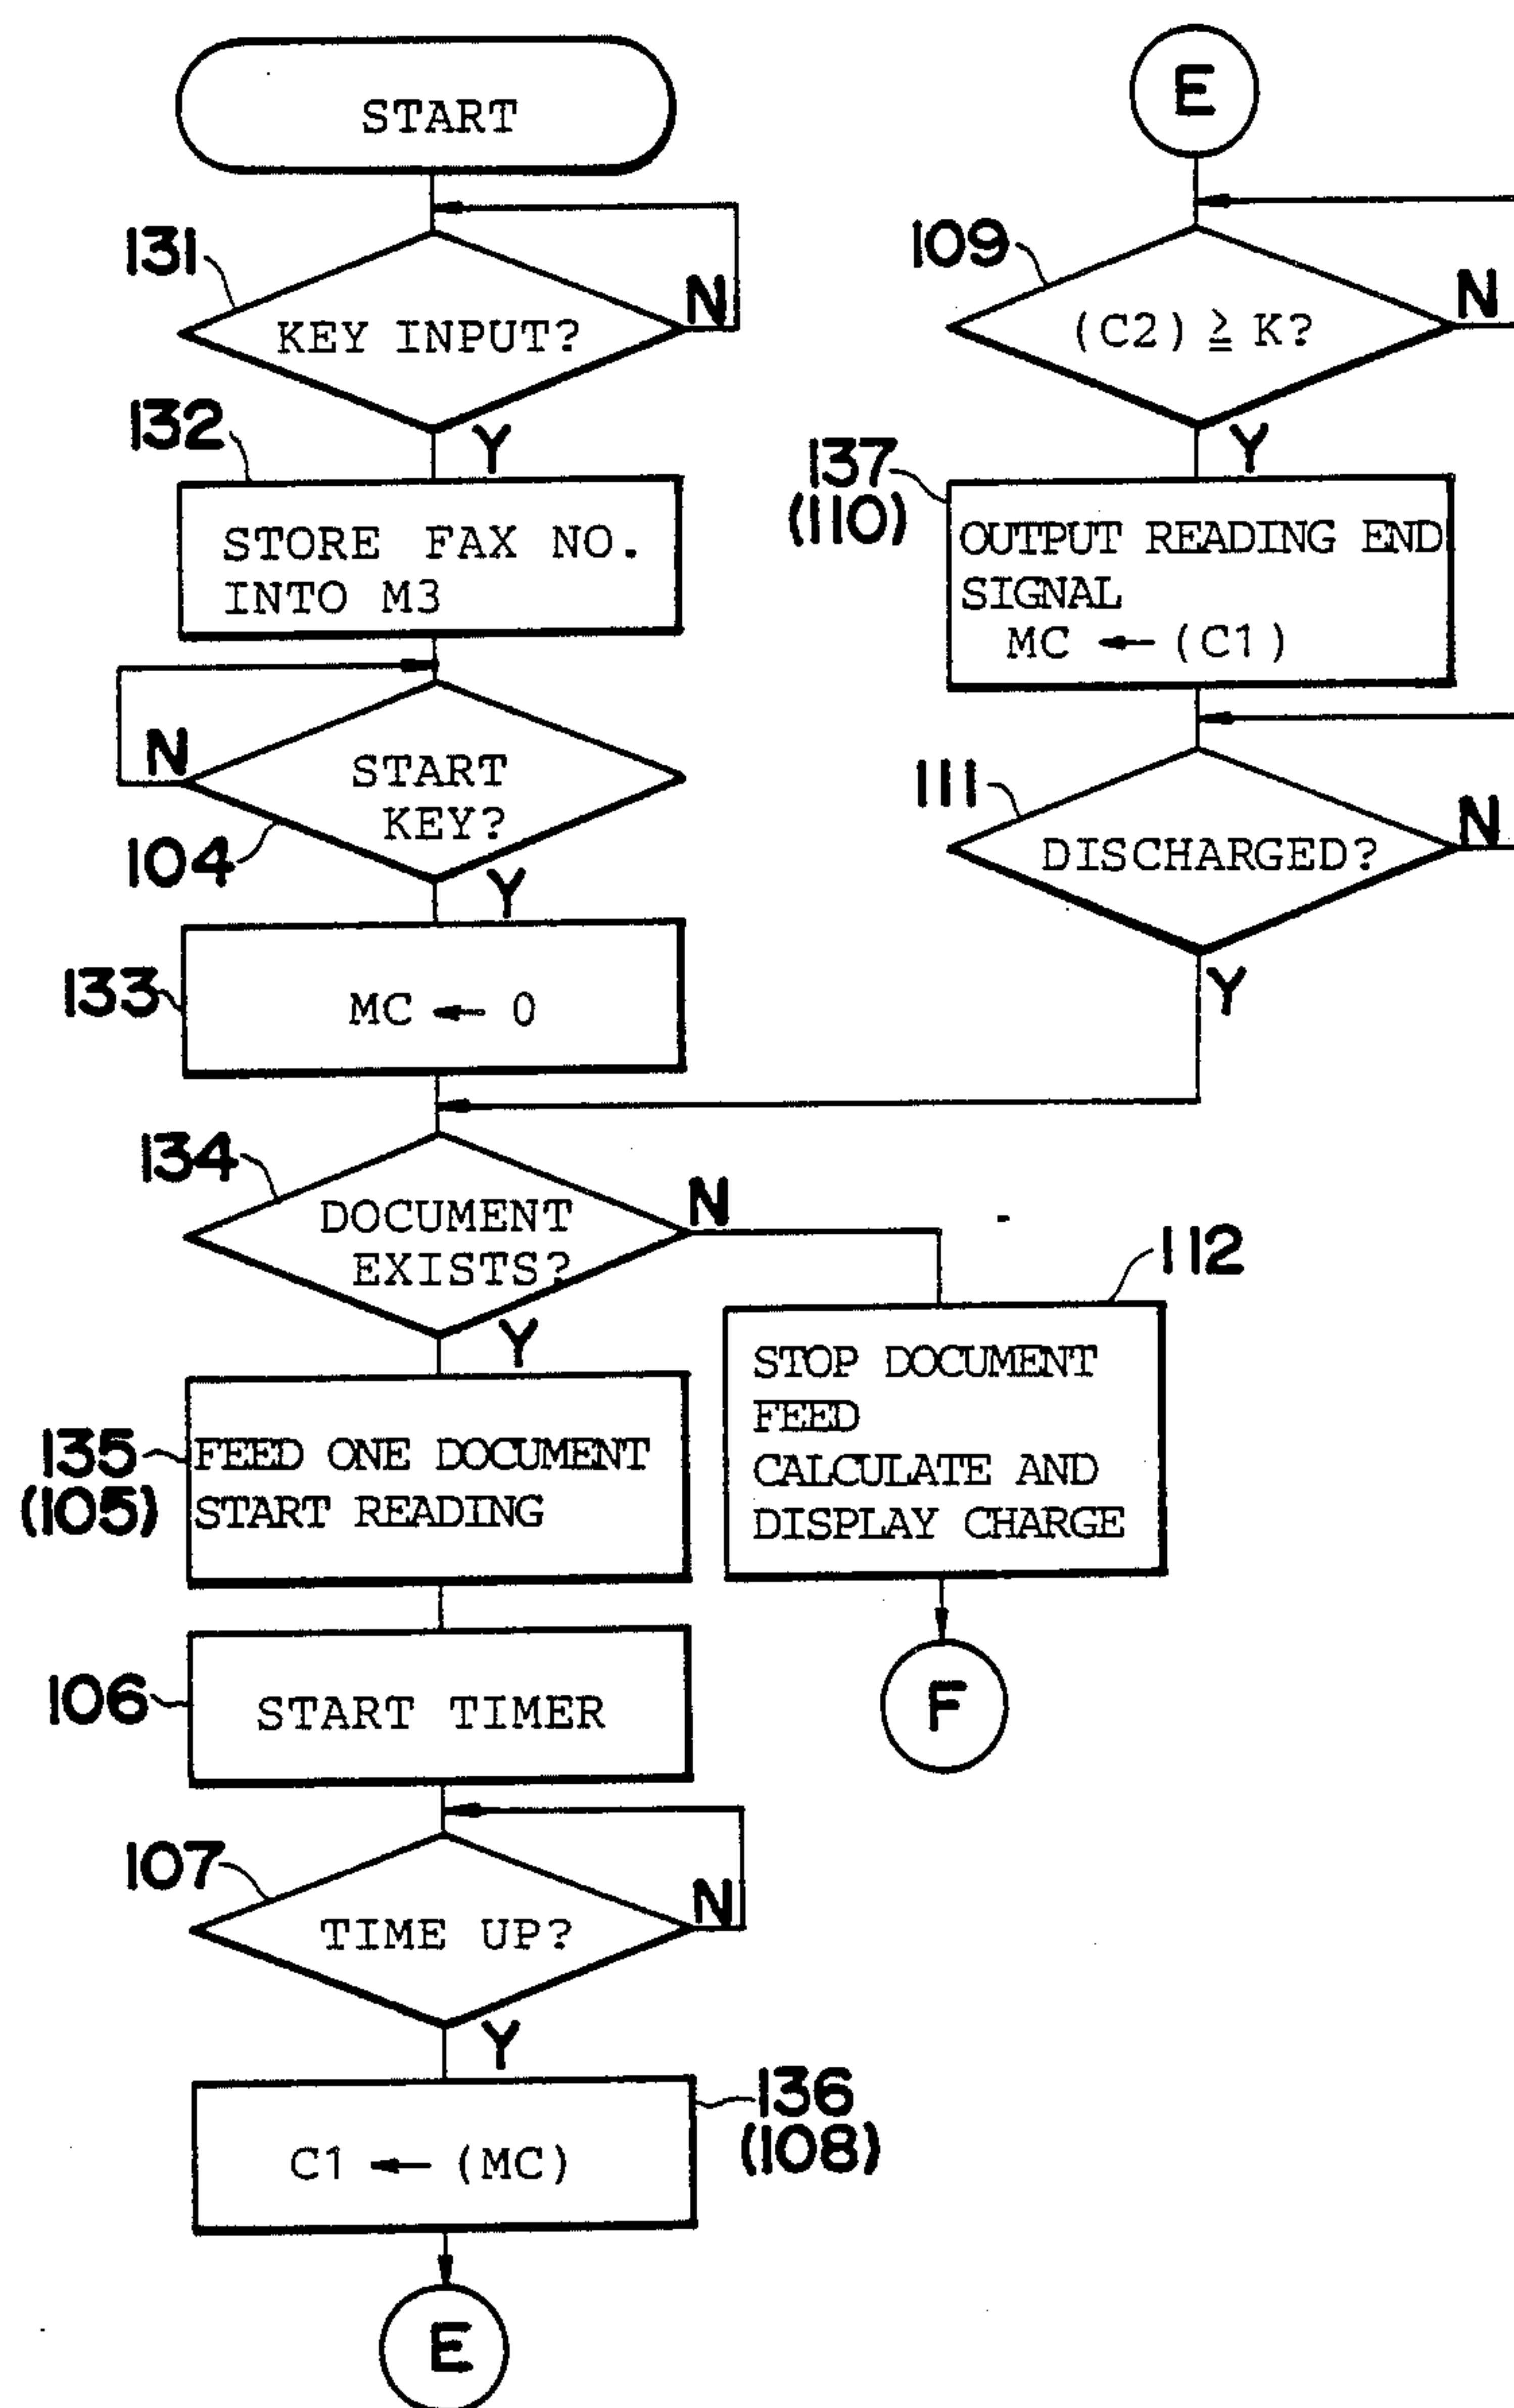 START
131
KEY INPUT?
N
Y
132
STORE FAX NO.
INTO M3
N
START
KEY?
104
Y
133
MC ← 0
134
DOCUMENT
EXISTS?
N
Y
112
STOP DOCUMENT
FEED
CALCULATE AND
DISPLAY CHARGE
F
135
(105)
FEED ONE DOCUMENT
START READING
106
START TIMER
107
TIME UP?
N
Y
136
(108)
C1 ← (MC)
E
E
109
(C2) ≧ K?
N
Y
137
(110)
OUTPUT READING END
SIGNAL
MC ← (C1)
111
DISCHARGED?
N
Y